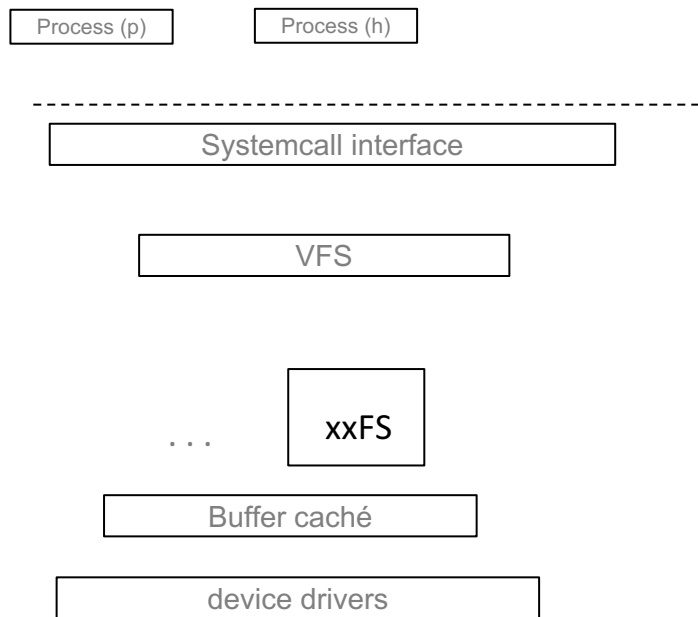 Process (p) Process (h)
Systemcall interface
VFS
. . . xxFS
Buffer caché
device drivers